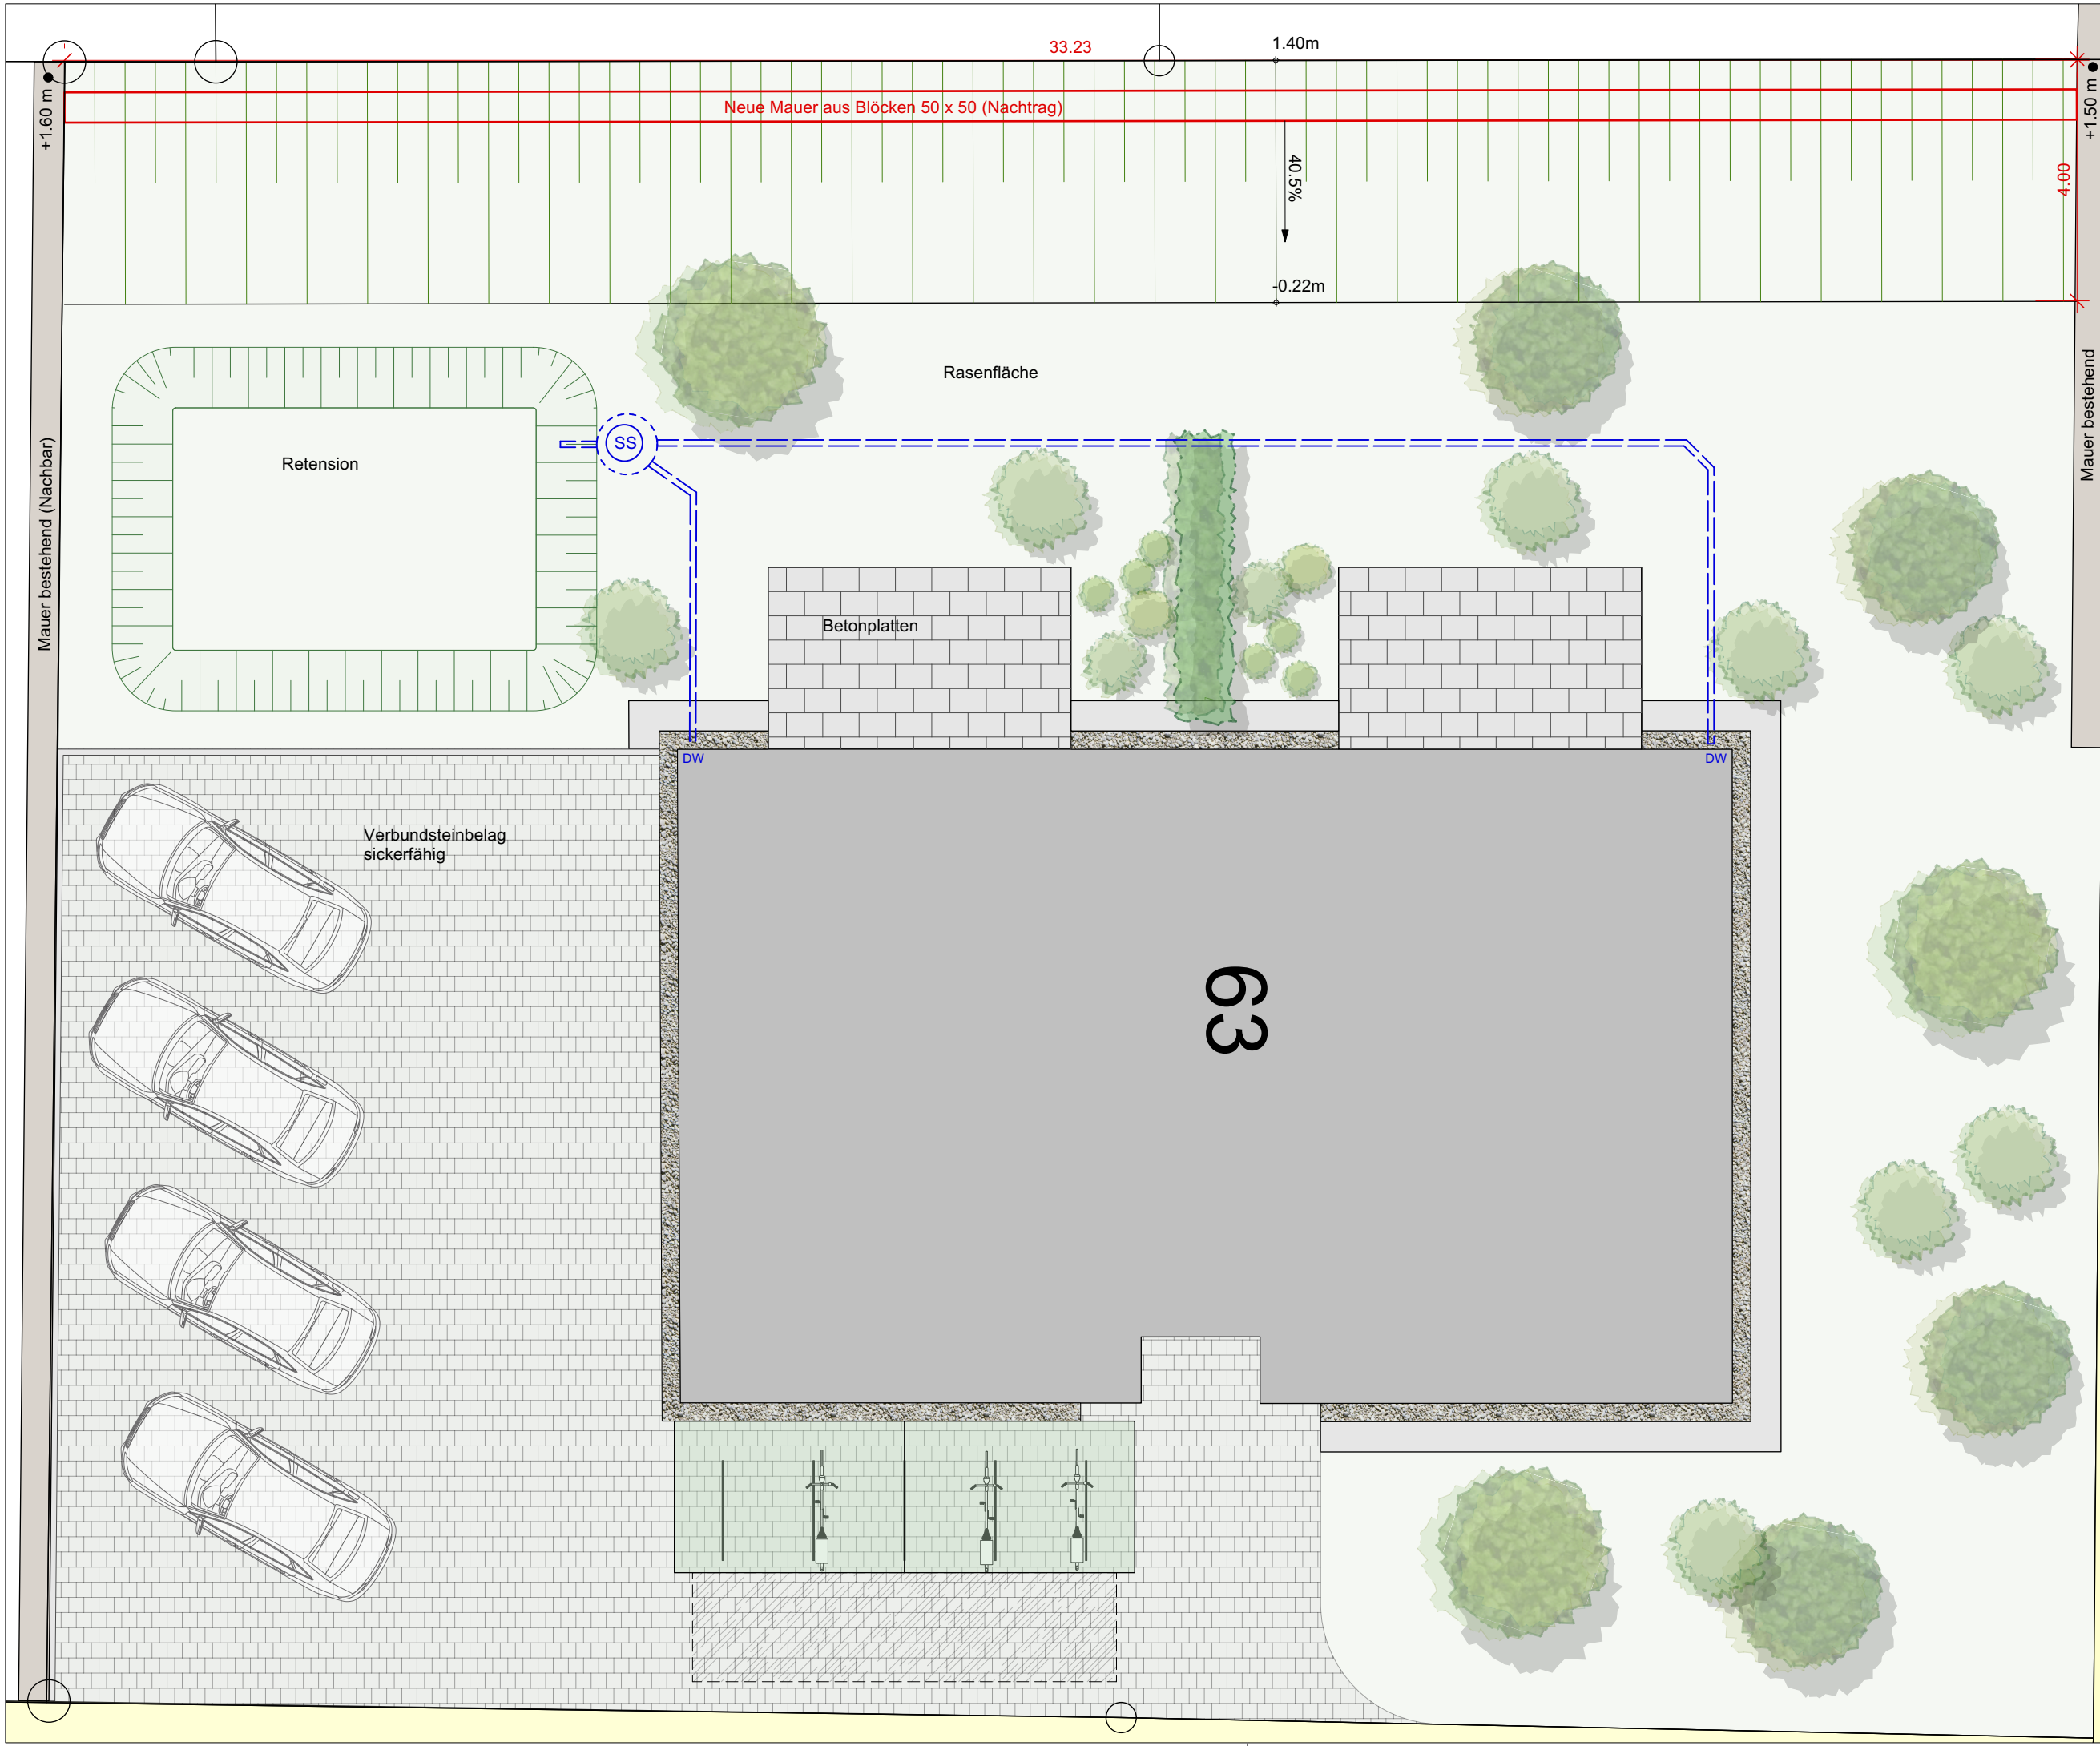 33.23
1.40m
+1.60 m
Neue Mauer aus Blöcken 50 x 50 (Nachtrag)
+1.50 m
40.5%
4.00
-0.22m
Rasenfläche
Mauer bestehend
SS
Retension
Mauer bestehend (Nachbar)
Betonplatten
DW
DW
Verbundsteinbelag
sickerfähig
63